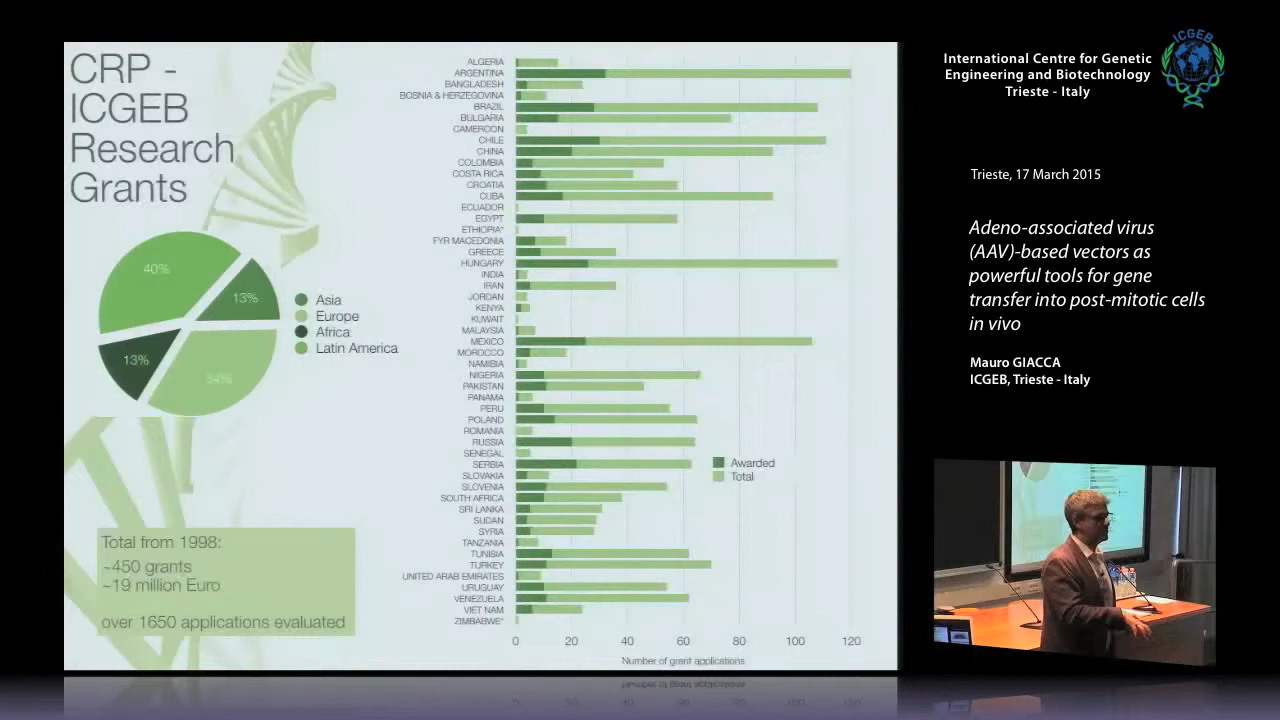 CRP -
ICGEB
Research
Grants
40%
13%
13%
34%
Asia
Europe
Africa
Latin America
Total from 1998:
~450 grants
~19 million Euro
over 1650 applications evaluated
ALGERIA
ARGENTINA
BANGLADESH
BOSNIA & HERZEGOVINA
BRAZIL
BULGARIA
CAMEROON
CHILE
CHINA
COLOMBIA
COSTA RICA
CROATIA
CUBA
ECUADOR
EGYPT
ETHIOPIA*
FYR MACEDONIA
GREECE
HUNGARY
INDIA
IRAN
JORDAN
KENYA
KUWAIT
MALAYSIA
MEXICO
MOROCCO
NAMIBIA
NIGERIA
PAKISTAN
PANAMA
PERU
POLAND
ROMANIA
RUSSIA
SENEGAL
SERBIA
SLOVAKIA
SLOVENIA
SOUTH AFRICA
SRI LANKA
SUDAN
SYRIA
TANZANIA
TUNISIA
TURKEY
UNITED ARAB EMIRATES
URUGUAY
VENEZUELA
VIET NAM
ZIMBABWE*
Awarded
Total
0 20 40 60 80 100 120
Number of grant applications
International Centre for Genetic
Engineering and Biotechnology
Trieste - Italy
ICGEB
Trieste, 17 March 2015
Adeno-associated virus
(AAV)-based vectors as
powerful tools for gene
transfer into post-mitotic cells
in vivo
Mauro GIACCA
ICGEB, Trieste - Italy